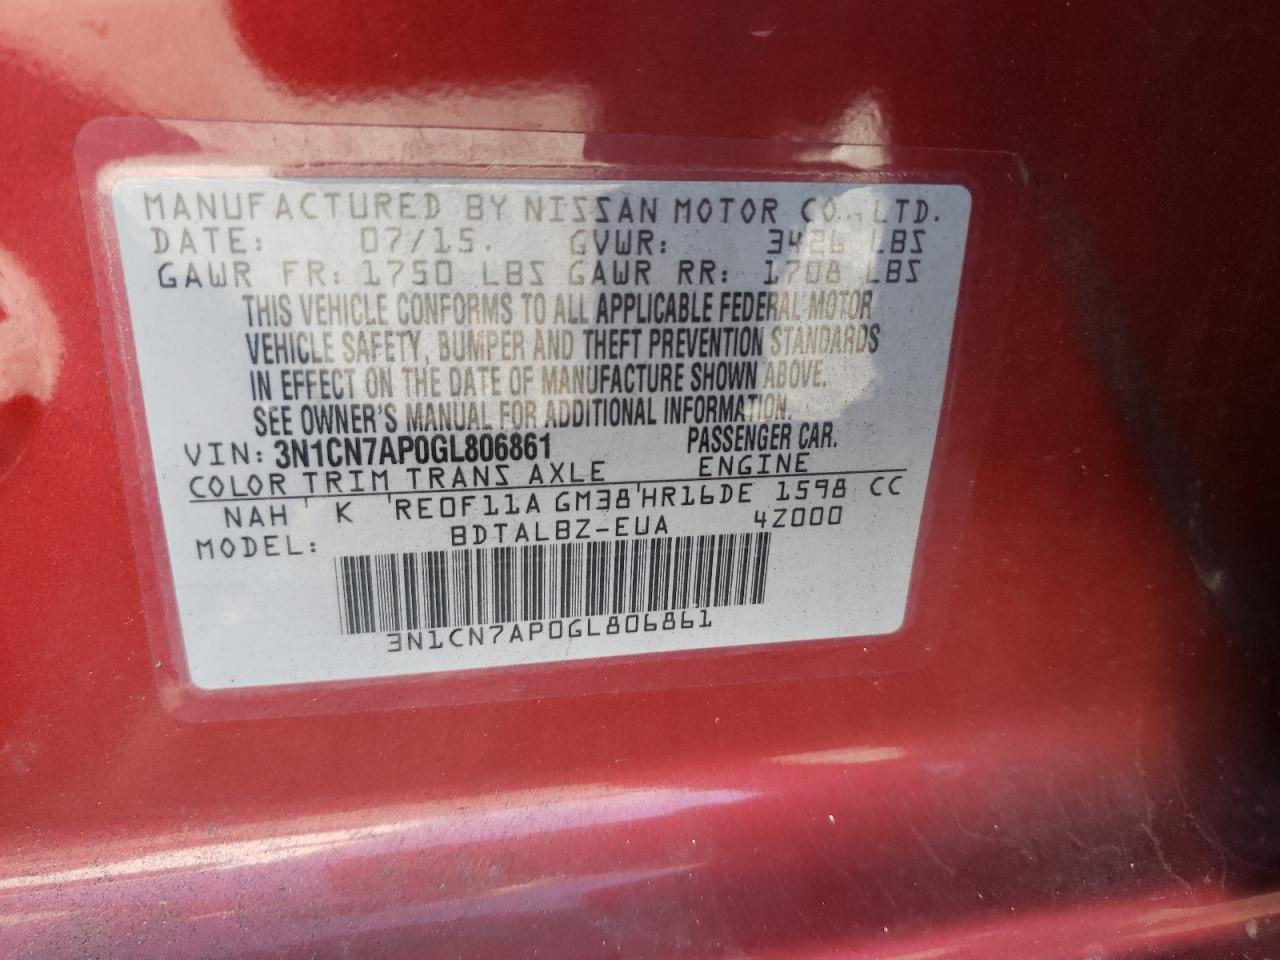 MANUFACTURED BY NISSAN MOTOR CO., LTD.
DATE: 07/15. GVWR: 3426 LBS
GAWR FR: 1750 LBS GAWR RR: 1708 LBS
THIS VEHICLE CONFORMS TO ALL APPLICABLE FEDERAL MOTOR
VEHICLE SAFETY, BUMPER AND THEFT PREVENTION STANDARDS
IN EFFECT ON THE DATE OF MANUFACTURE SHOWN ABOVE.
SEE OWNER'S MANUAL FOR ADDITIONAL INFORMATION.
VIN: 3N1CN7AP0GL806861 PASSENGER CAR.
COLOR TRIM TRANS AXLE ENGINE
NAH K RE0F11A GM38 HR16DE 1598 CC
MODEL: BDTALBZ-EUA 4Z000
3N1CN7AP0GL806861